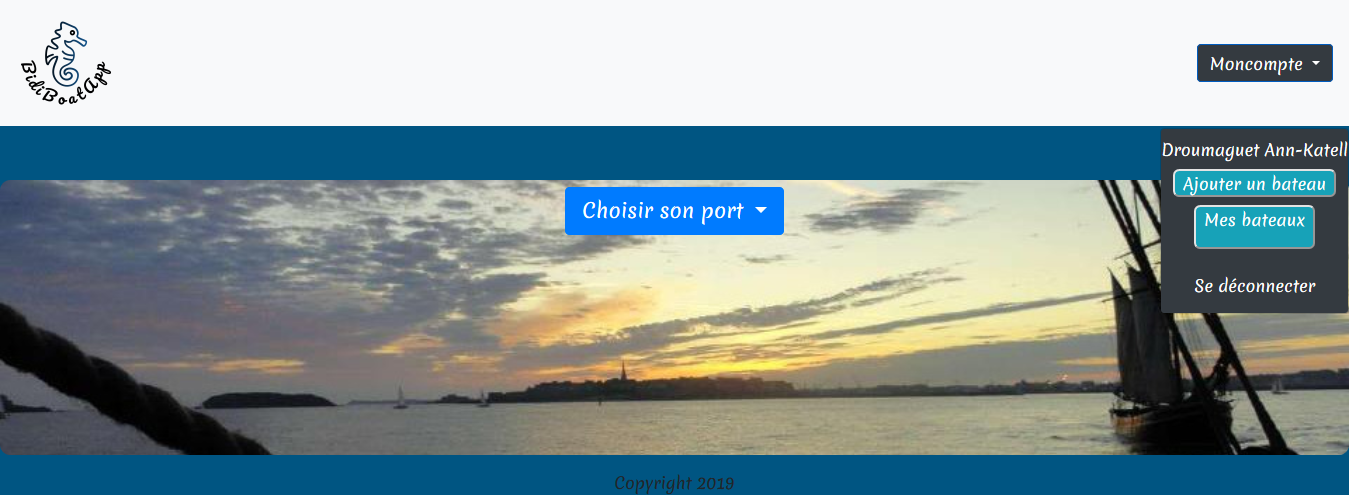 BidiBoatApp
Moncompte
Droumaguet Ann-Katell
Ajouter un bateau
Mes bateaux
Se déconnecter
Choisir son port
Copyright 2019